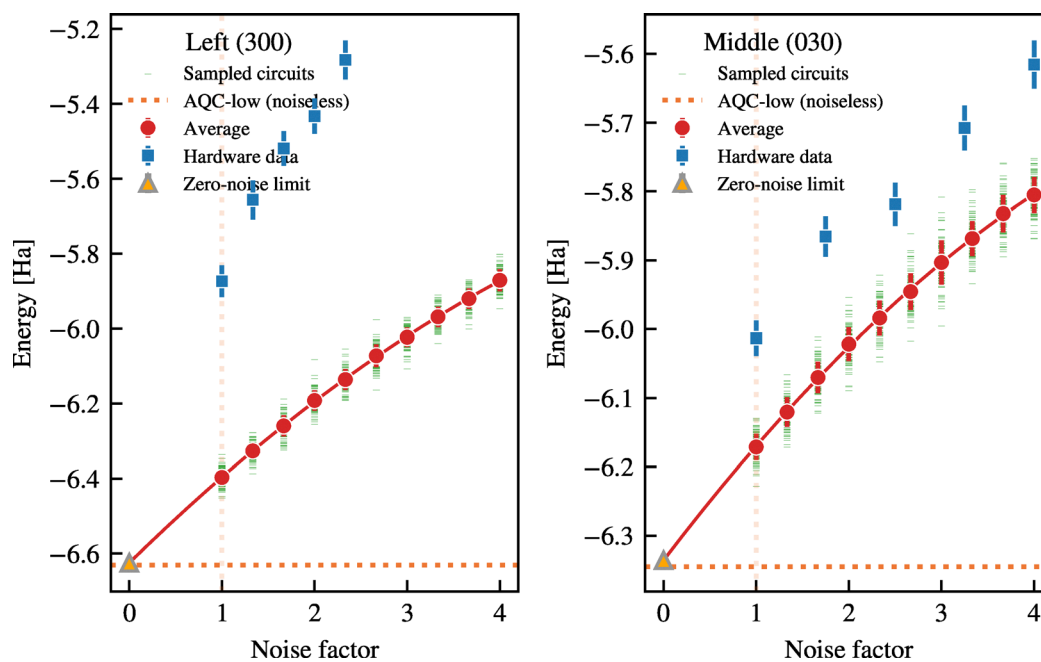 Left (300)
Sampled circuits
AQC-low (noiseless)
Average
Hardware data
Zero-noise limit
Energy [Ha]
−5.2
−5.4
−5.6
−5.8
−6.0
−6.2
−6.4
−6.6
0 1 2 3 4
Noise factor
Middle (030)
Sampled circuits
AQC-low (noiseless)
Average
Hardware data
Zero-noise limit
Energy [Ha]
−5.6
−5.7
−5.8
−5.9
−6.0
−6.1
−6.2
−6.3
0 1 2 3 4
Noise factor